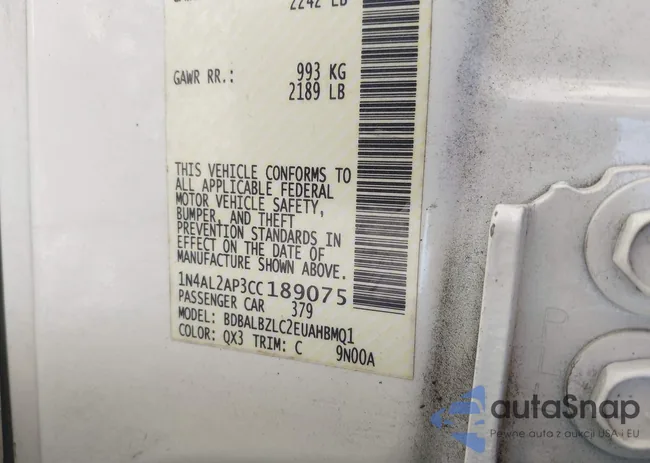 2242 LB
GAWR RR.: 993 KG
2189 LB
THIS VEHICLE CONFORMS TO
ALL APPLICABLE FEDERAL
MOTOR VEHICLE SAFETY,
BUMPER, AND THEFT
PREVENTION STANDARDS IN
EFFECT ON THE DATE OF
MANUFACTURE SHOWN ABOVE.
1N4AL2AP3CC189075
PASSENGER CAR 379
MODEL: BDBALBZLC2EUAHBMQ1
COLOR: QX3 TRIM: C 9N00A
autaSnap
Pewne auta z aukcji USA i EU